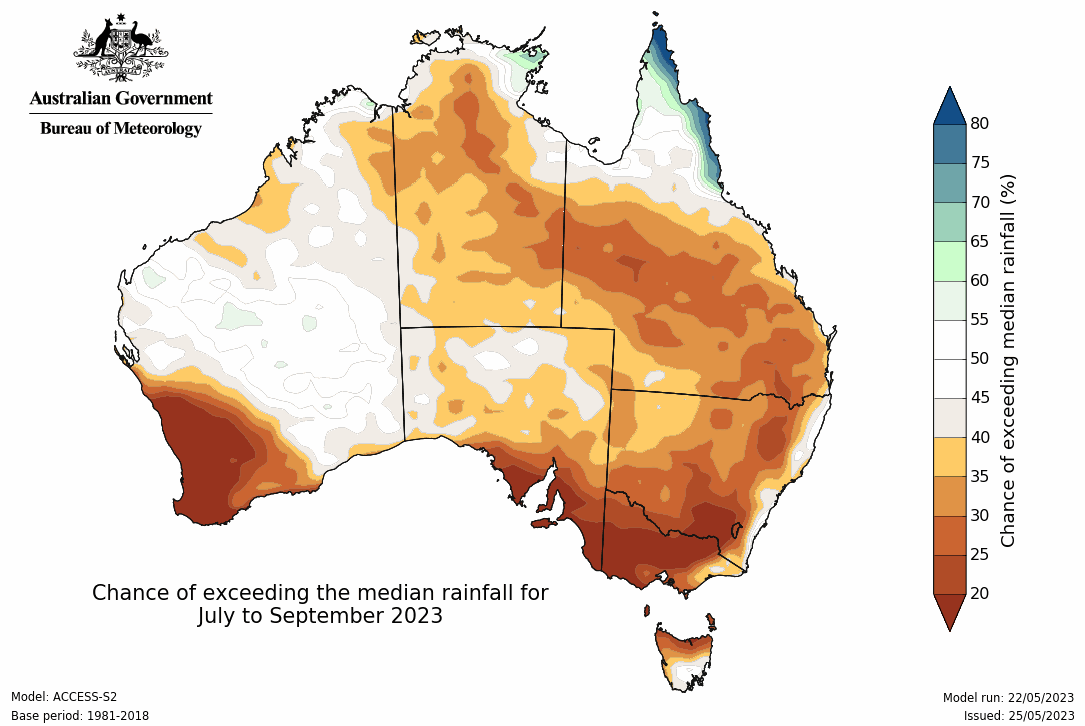 Australian Government
Bureau of Meteorology
80
75
70
65
60
55
50
45
40
35
30
25
20
Chance of exceeding median rainfall (%)
Chance of exceeding the median rainfall for
July to September 2023
Model: ACCESS-S2
Base period: 1981-2018
Model run: 22/05/2023
Issued: 25/05/2023